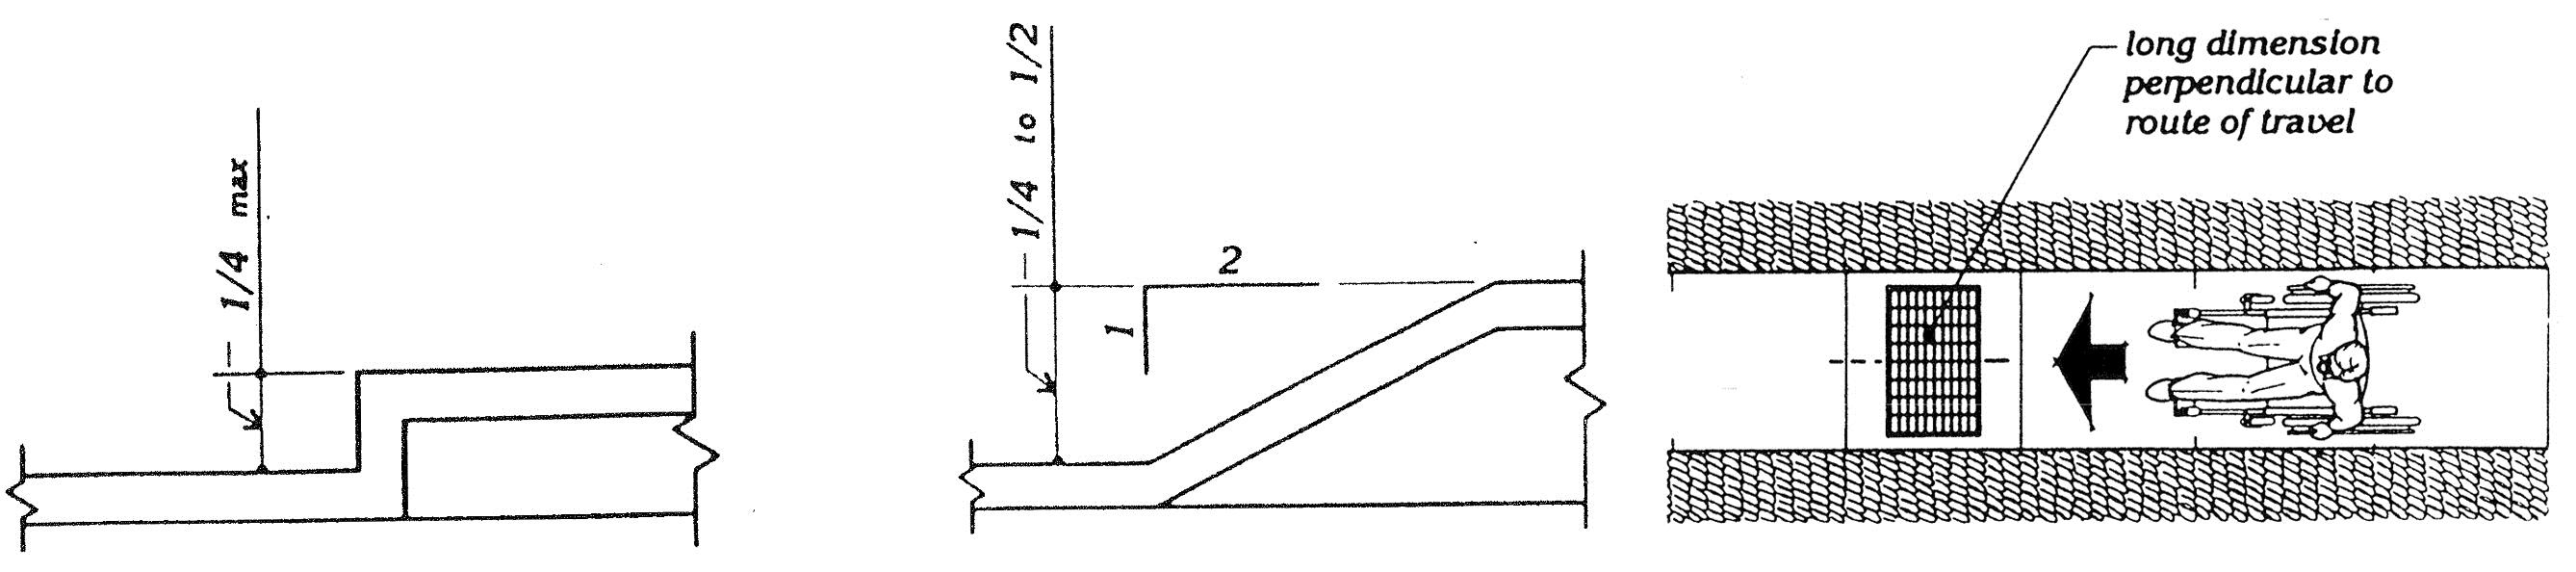 1/4 max
1/4 to 1/2
2
1
long dimension
perpendicular to
route of travel